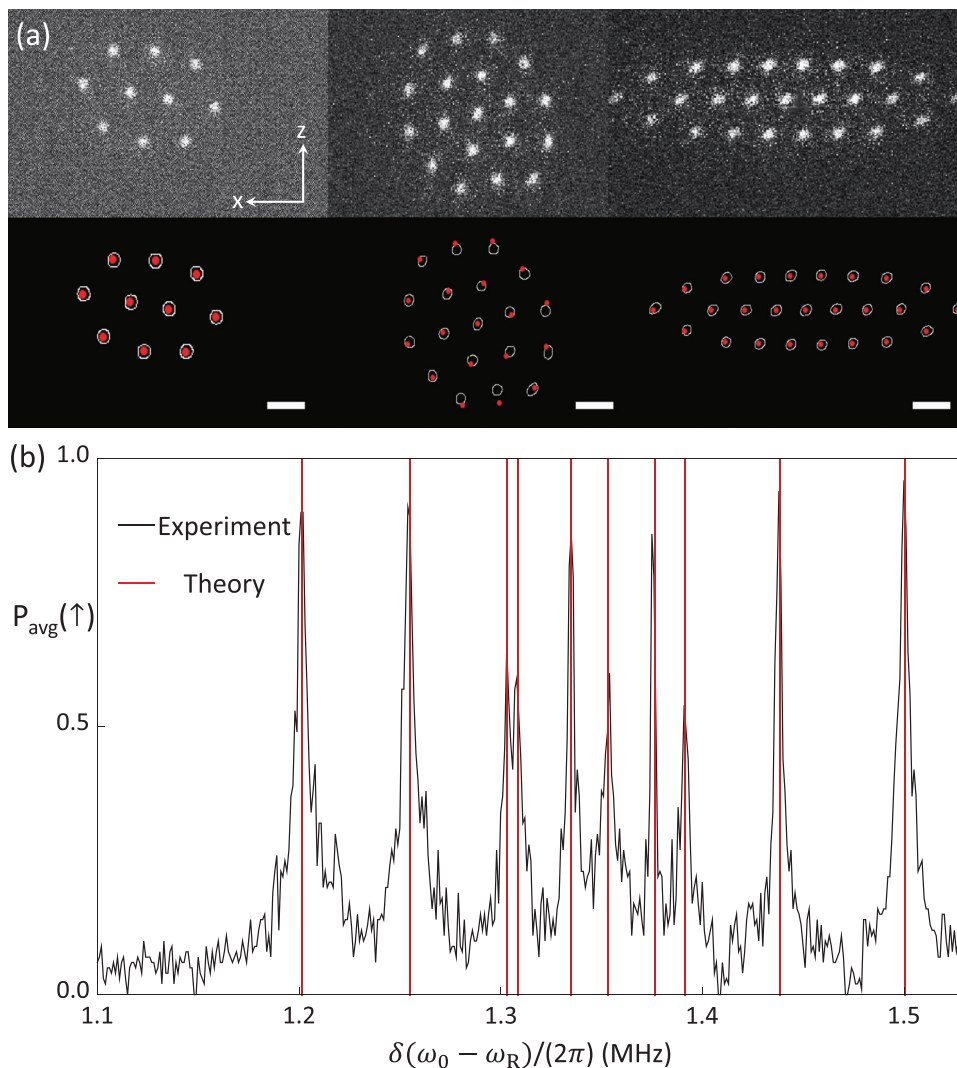 (a)
z
x
(b)
1.0
Experiment
Theory
P_avg(↑)
0.5
0.0
1.1 1.2 1.3 1.4 1.5
δ(ω₀ − ω_R)/(2π) (MHz)